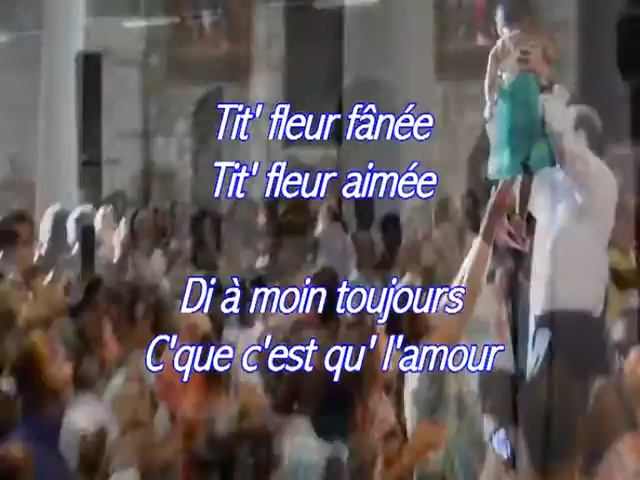 Tit' fleur fânée
Tit' fleur aimée
Di à moin toujours
C'que c'est qu' l'amour